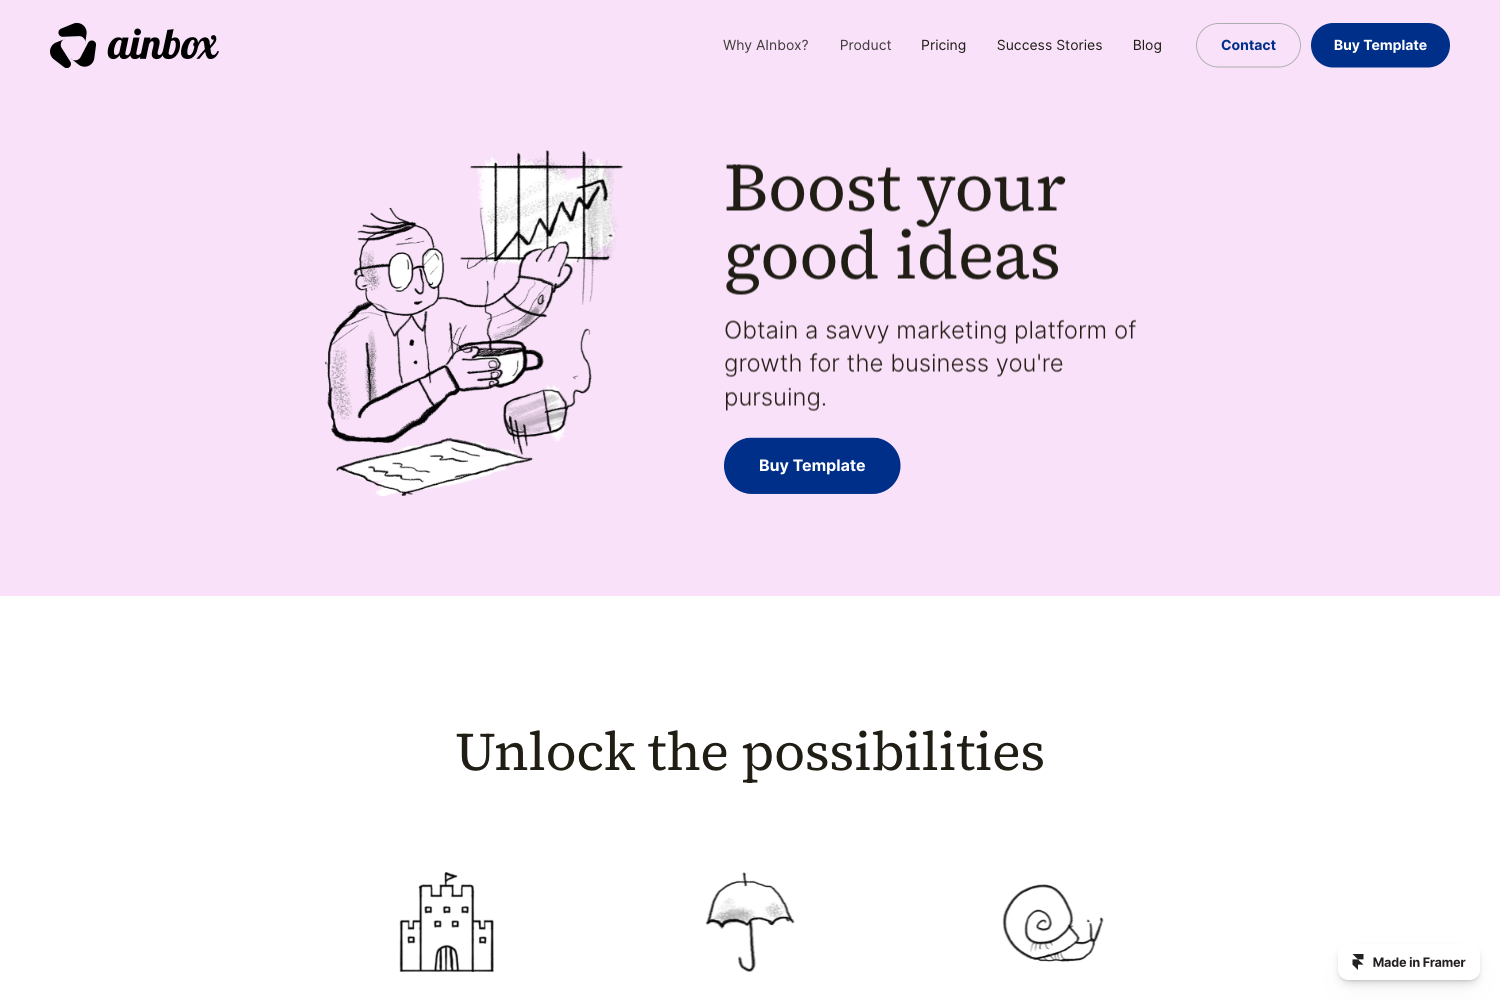 ainbox
Why AInbox?
Product
Pricing
Success Stories
Blog
Contact
Buy Template
Boost your
good ideas
Obtain a savvy marketing platform of
growth for the business you're
pursuing.
Buy Template
Unlock the possibilities
Made in Framer